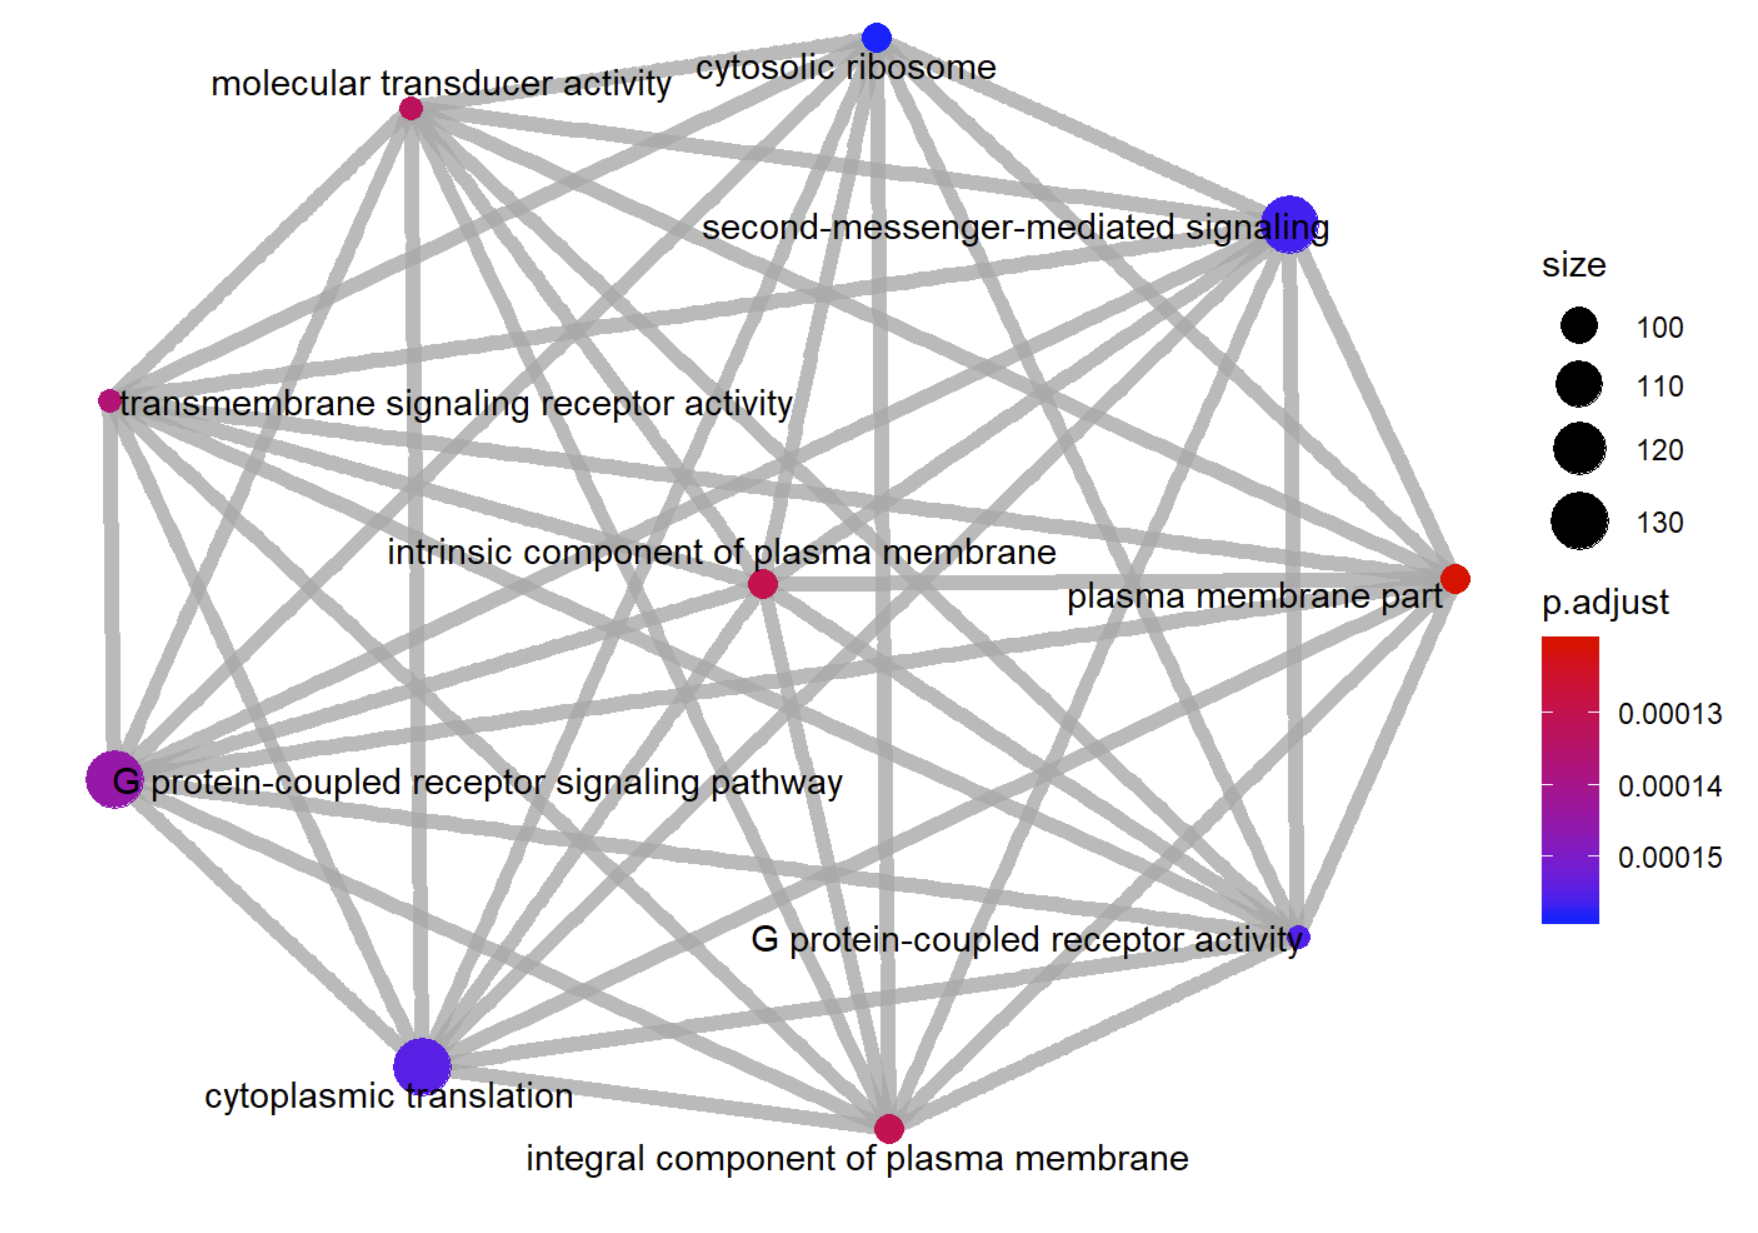 cytosolic ribosome
molecular transducer activity
second-messenger-mediated signaling
transmembrane signaling receptor activity
intrinsic component of plasma membrane
plasma membrane part
G protein-coupled receptor signaling pathway
G protein-coupled receptor activity
cytoplasmic translation
integral component of plasma membrane
size
100
110
120
130
p.adjust
0.00013
0.00014
0.00015